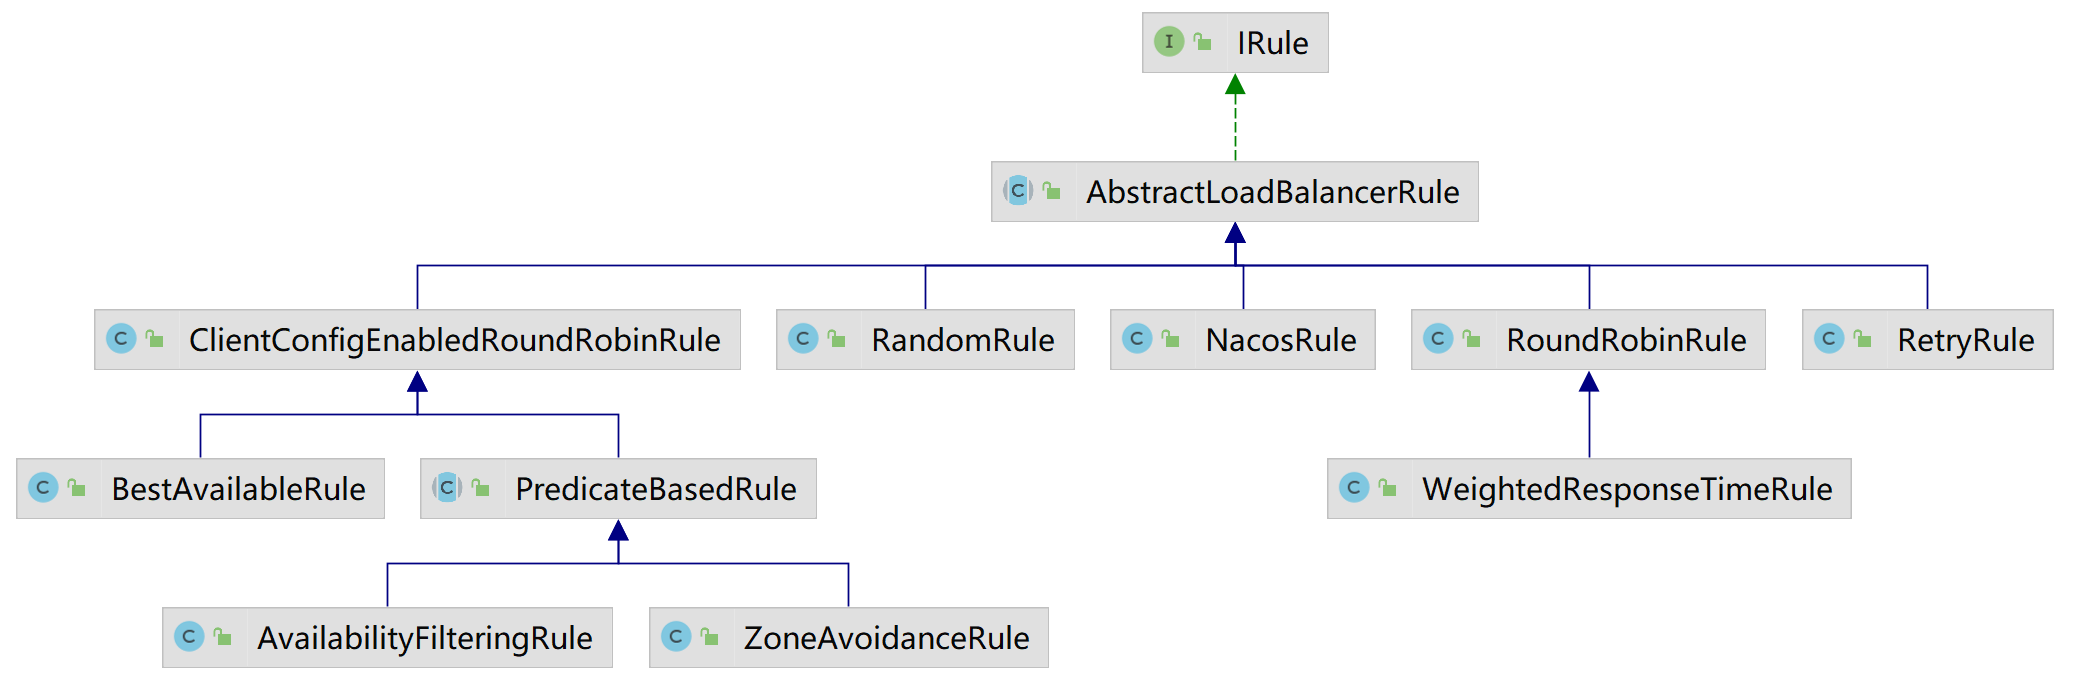 I IRule
C AbstractLoadBalancerRule
C ClientConfigEnabledRoundRobinRule
C RandomRule
C NacosRule
C RoundRobinRule
C RetryRule
C BestAvailableRule
C PredicateBasedRule
C WeightedResponseTimeRule
C AvailabilityFilteringRule
C ZoneAvoidanceRule